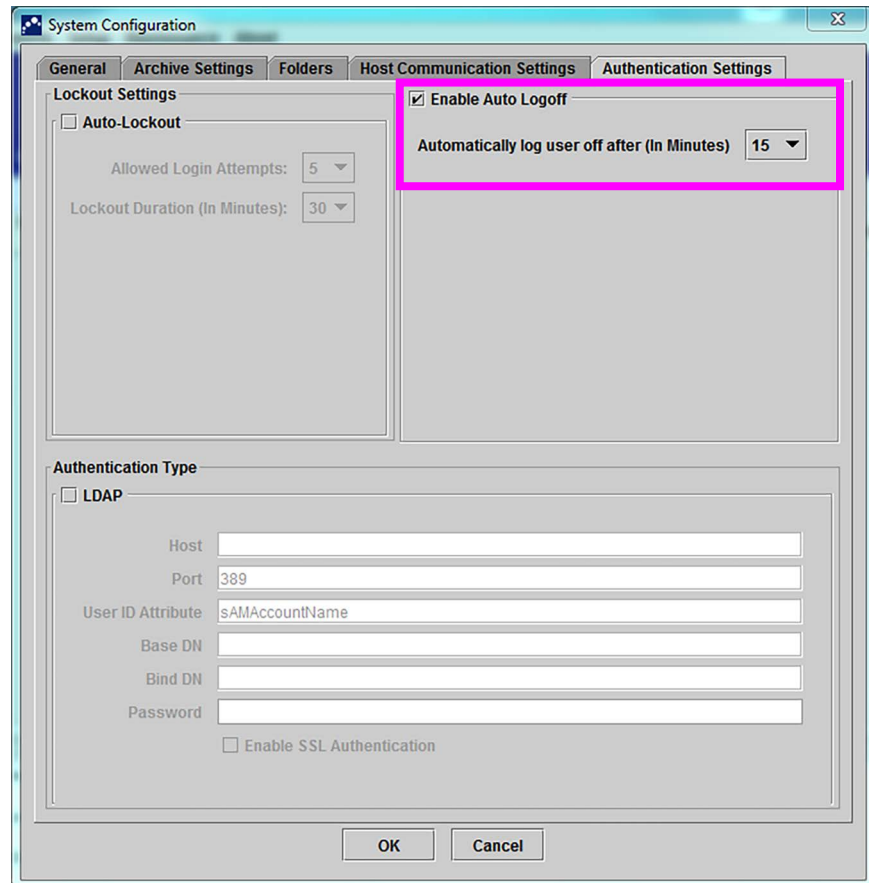 System Configuration
General Archive Settings Folders Host Communication Settings Authentication Settings
Lockout Settings
Auto-Lockout
Allowed Login Attempts: 5
Lockout Duration (In Minutes): 30
Enable Auto Logoff
Automatically log user off after (In Minutes) 15
Authentication Type
LDAP
Host
Port 389
User ID Attribute sAMAccountName
Base DN
Bind DN
Password
Enable SSL Authentication
OK Cancel